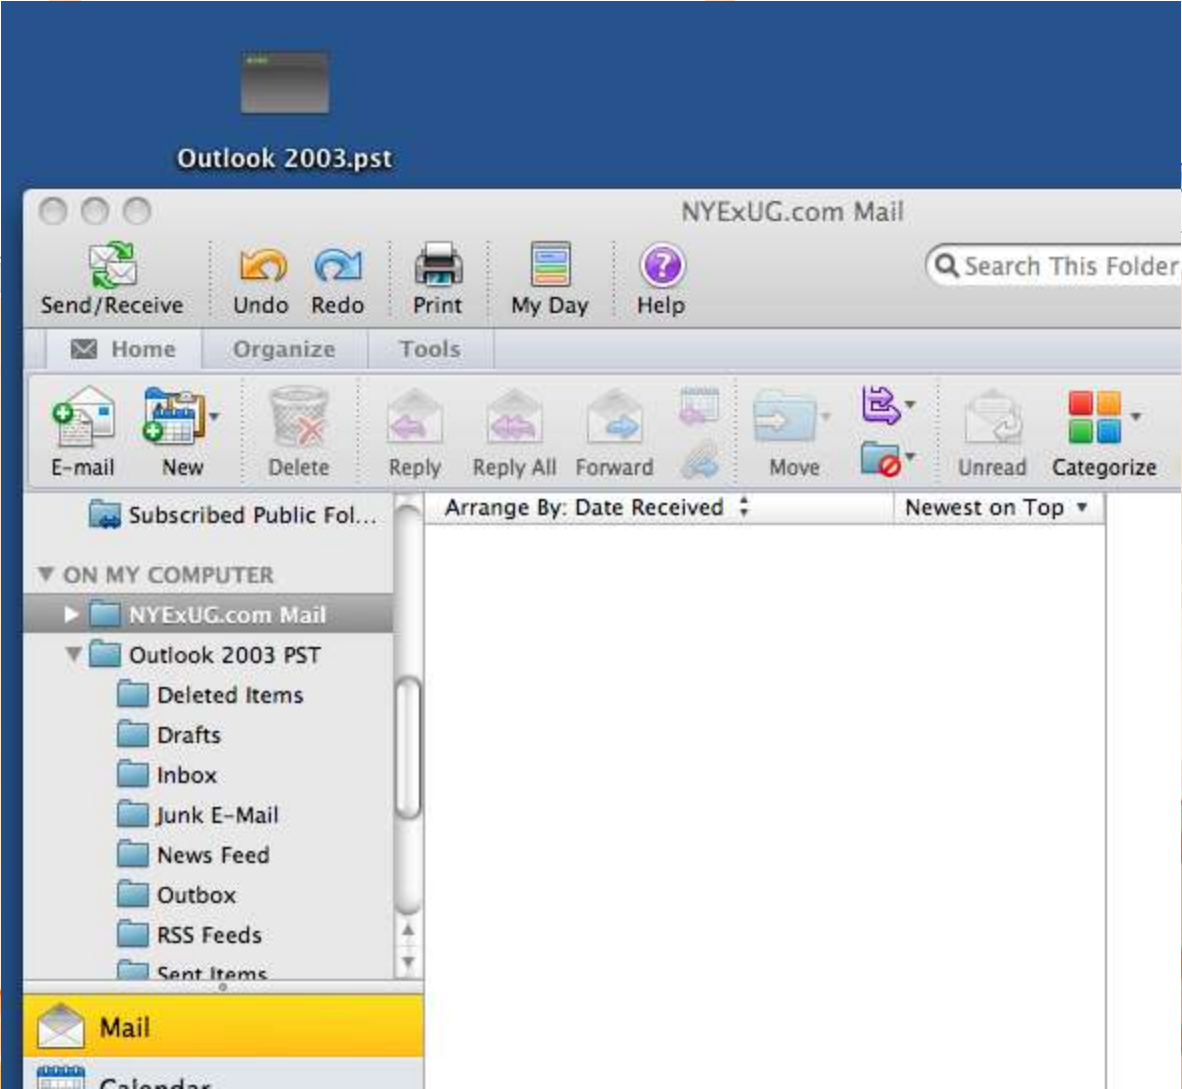 Outlook 2003.pst
NYExUG.com Mail
Send/Receive Undo Redo Print My Day Help Search This Folder
Home Organize Tools
E-mail New Delete Reply Reply All Forward Move Unread Categorize
Subscribed Public Fol... Arrange By: Date Received Newest on Top
ON MY COMPUTER
NYExUG.com Mail
Outlook 2003 PST
Deleted Items
Drafts
Inbox
Junk E-Mail
News Feed
Outbox
RSS Feeds
Sent Items
Mail
Calendar